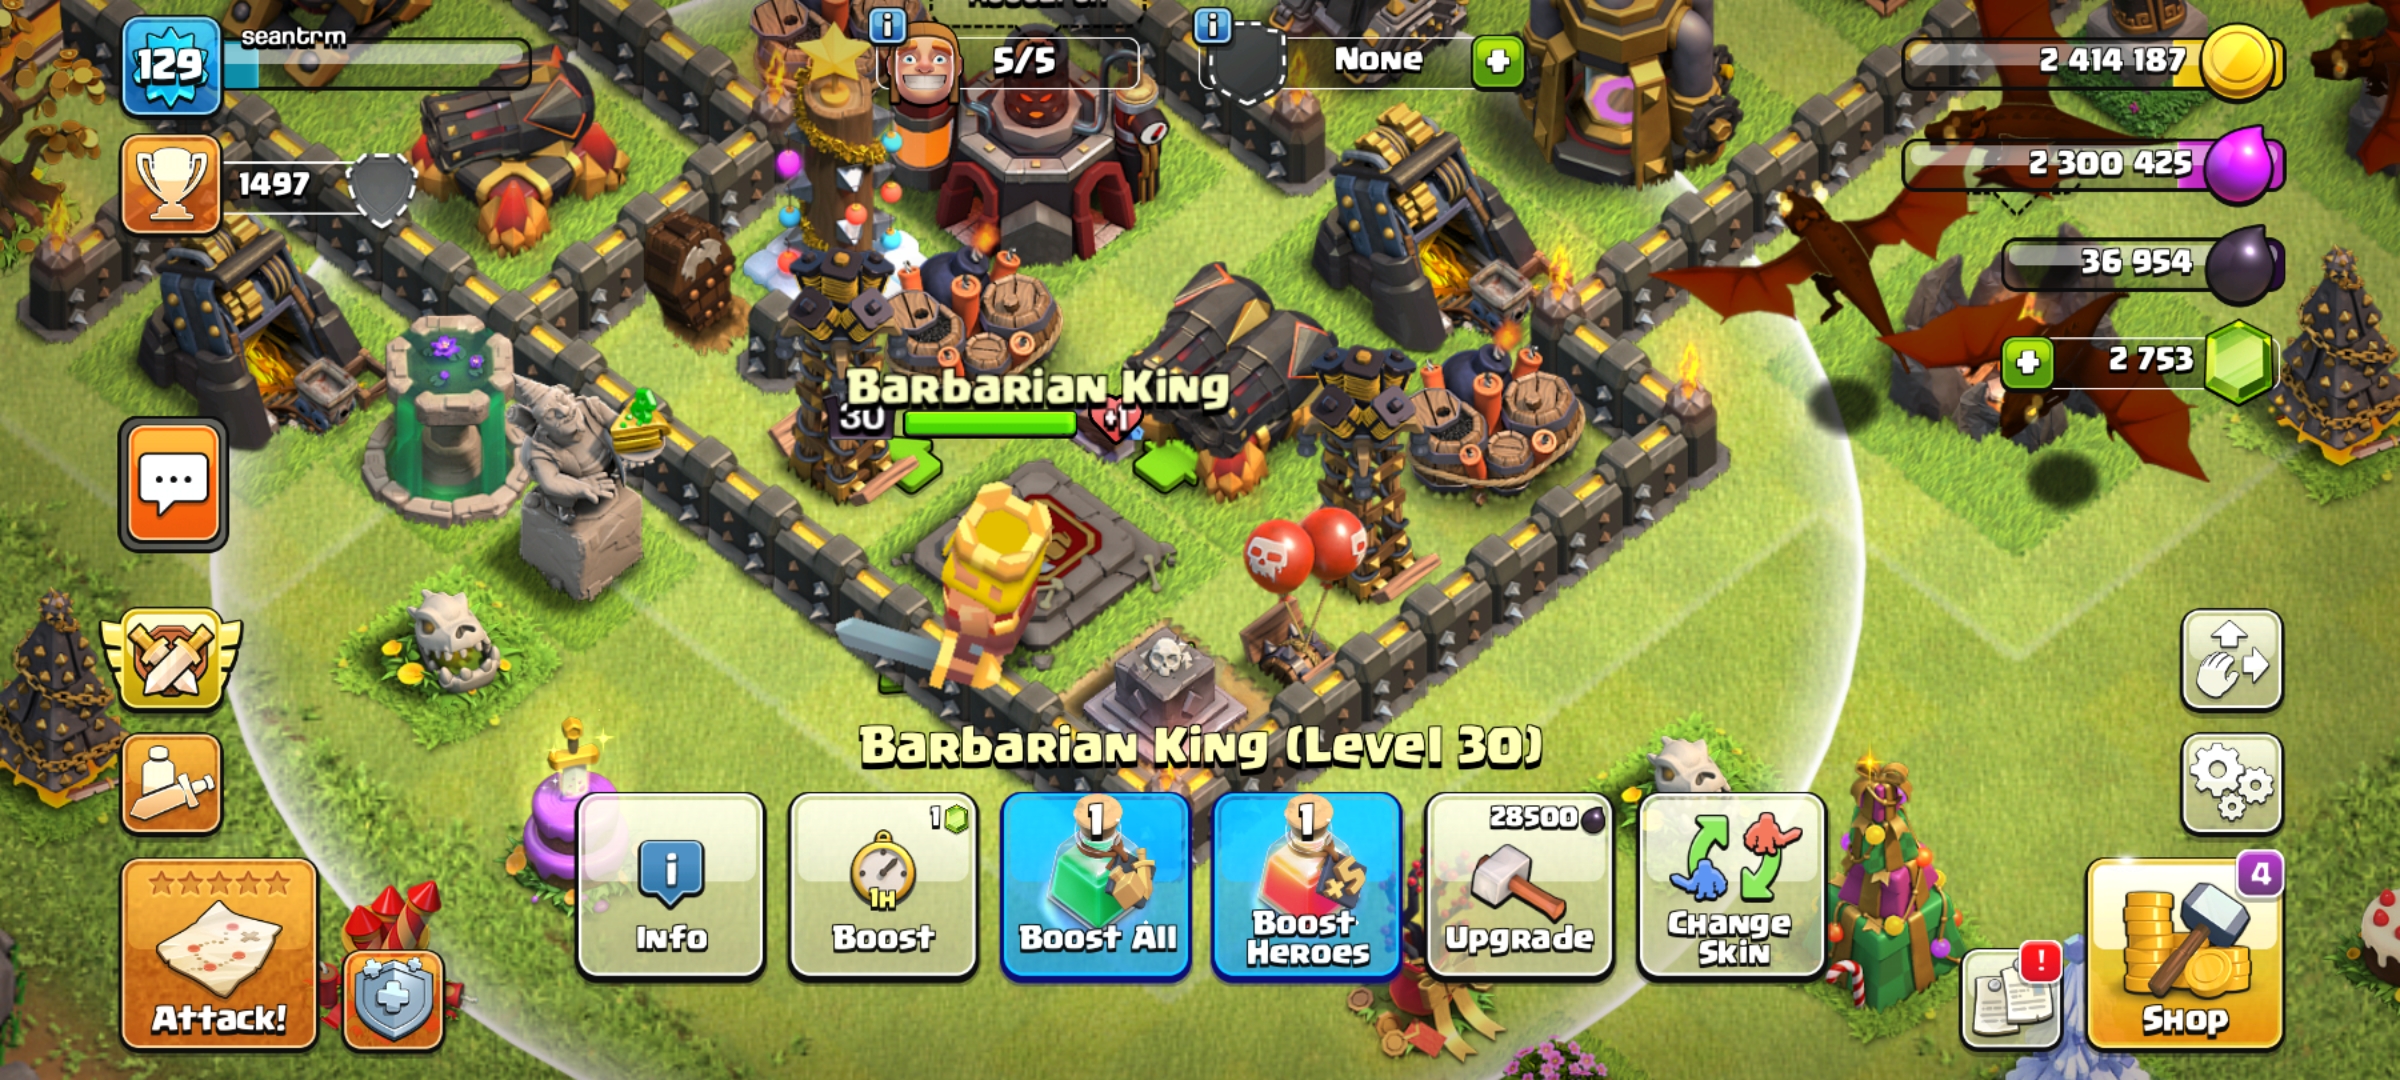 129
seantrm
5/5
None
2 414 187
1497
2 300 425
36 954
2 753
Barbarian King
30
+1
Barbarian King (Level 30)
Info
1
1H
Boost
1
Boost All
1
+5
Boost
Heroes
28500
Upgrade
Change
Skin
Attack!
!
4
Shop